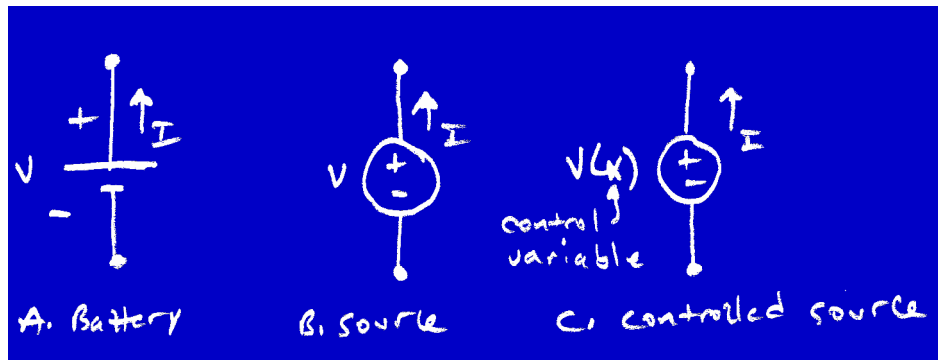 + I
V
-
A. Battery
+ I
V
-
B. source
I
V(x) +
-
control
variable
C. controlled source